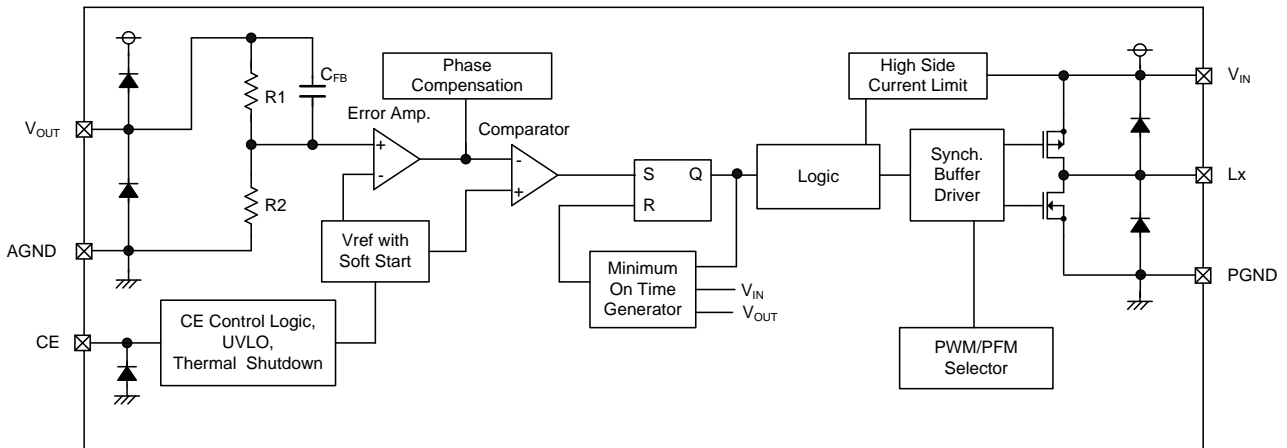 V_OUT
AGND
CE
R1
C_FB
R2
Phase
Compensation
Error Amp.
+
-
Comparator
-
+
Vref with
Soft Start
CE Control Logic,
UVLO,
Thermal Shutdown
S
Q
R
Minimum
On Time
Generator
V_IN
V_OUT
High Side
Current Limit
Logic
Synch.
Buffer
Driver
PWM/PFM
Selector
V_IN
Lx
PGND